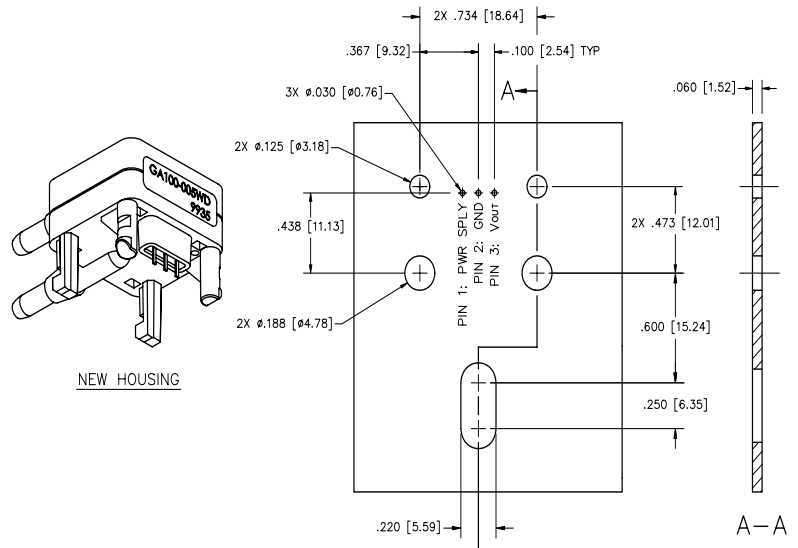 2X .734 [18.64]
.367 [9.32]
.100 [2.54] TYP
3X ø.030 [ø0.76]
A
.060 [1.52]
2X ø.125 [ø3.18]
GA100-005WD
9935
.438 [11.13]
PIN 1: PWR SPLY
PIN 2: GND
PIN 3: VOUT
2X .473 [12.01]
2X ø.188 [ø4.78]
.600 [15.24]
NEW HOUSING
.250 [6.35]
.220 [5.59]
A-A